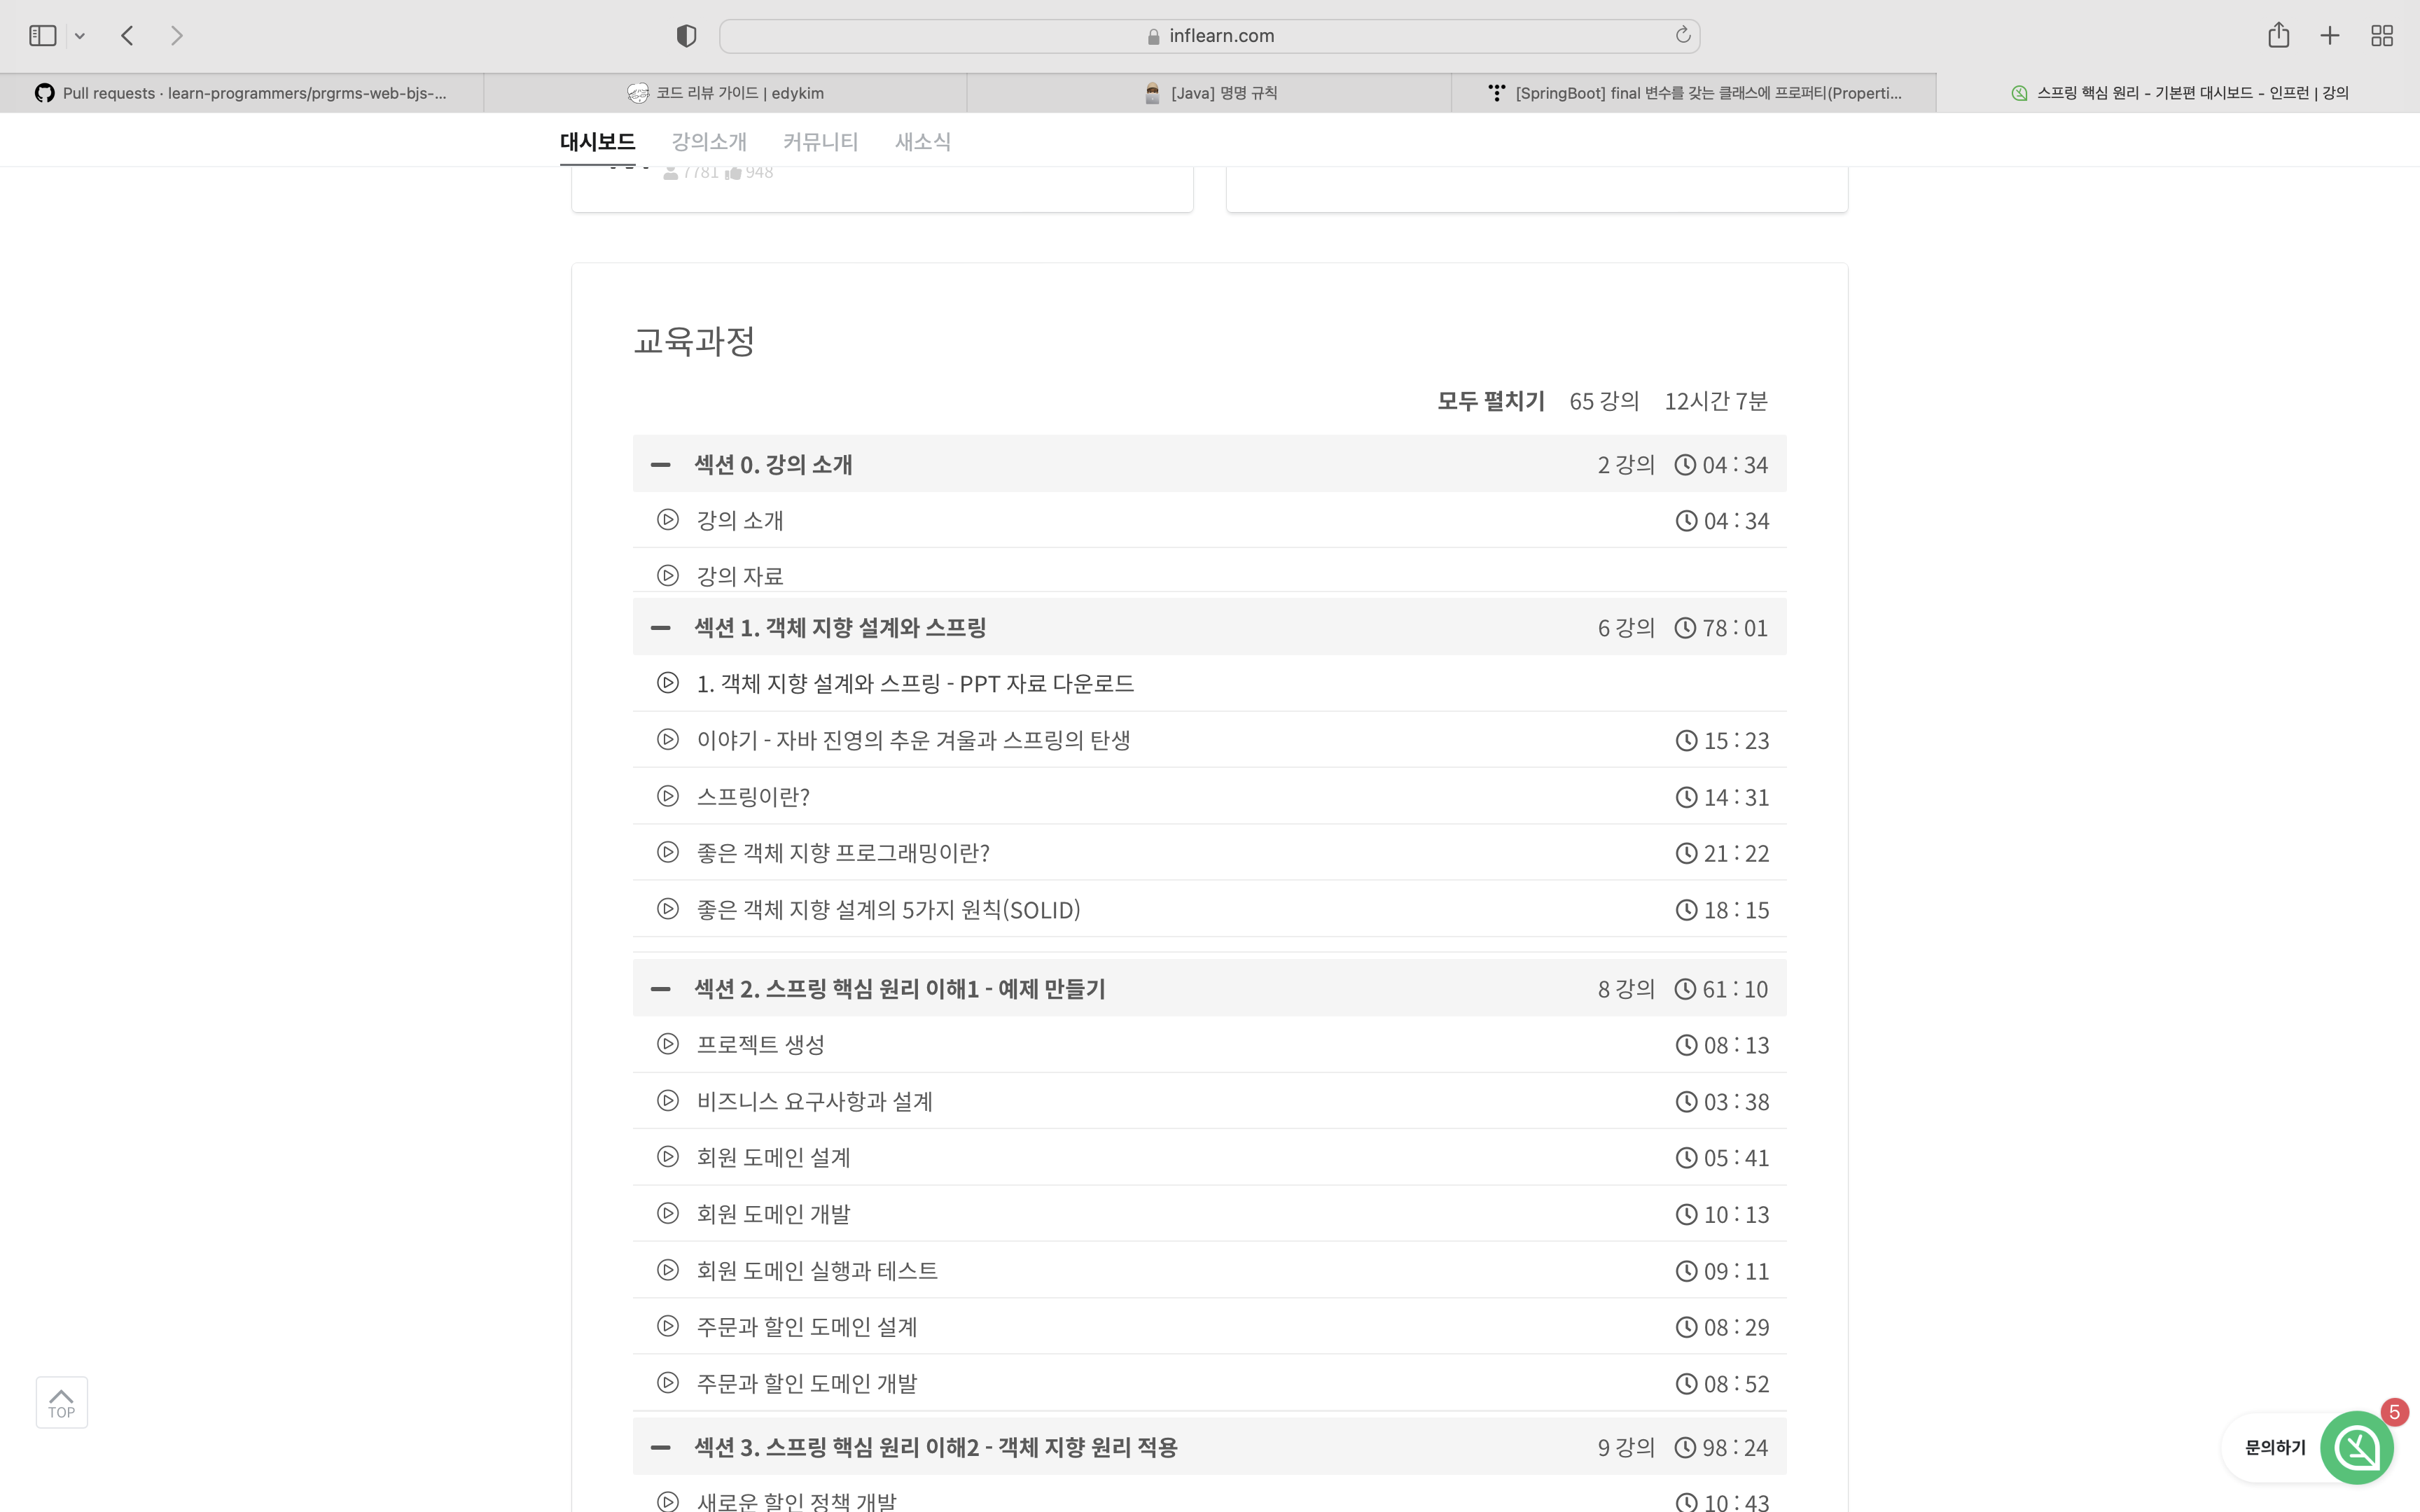 inflearn.com
Pull requests · learn-programmers/prgrms-web-bjs-...
코드 리뷰 가이드 | edykim
[Java] 명명 규칙
[SpringBoot] final 변수를 갖는 클래스에 프로퍼티(Properti...
스프링 핵심 원리 - 기본편 대시보드 - 인프런 | 강의
대시보드 강의소개 커뮤니티 새소식
7781 948
교육과정
모두 펼치기 65 강의 12시간 7분
섹션 0. 강의 소개 2 강의 04 : 34
강의 소개 04 : 34
강의 자료
섹션 1. 객체 지향 설계와 스프링 6 강의 78 : 01
1. 객체 지향 설계와 스프링 - PPT 자료 다운로드
이야기 - 자바 진영의 추운 겨울과 스프링의 탄생 15 : 23
스프링이란? 14 : 31
좋은 객체 지향 프로그래밍이란? 21 : 22
좋은 객체 지향 설계의 5가지 원칙(SOLID) 18 : 15
섹션 2. 스프링 핵심 원리 이해1 - 예제 만들기 8 강의 61 : 10
프로젝트 생성 08 : 13
비즈니스 요구사항과 설계 03 : 38
회원 도메인 설계 05 : 41
회원 도메인 개발 10 : 13
회원 도메인 실행과 테스트 09 : 11
주문과 할인 도메인 설계 08 : 29
주문과 할인 도메인 개발 08 : 52
섹션 3. 스프링 핵심 원리 이해2 - 객체 지향 원리 적용 9 강의 98 : 24
새로운 할인 정책 개발 10 : 43
TOP
문의하기
5